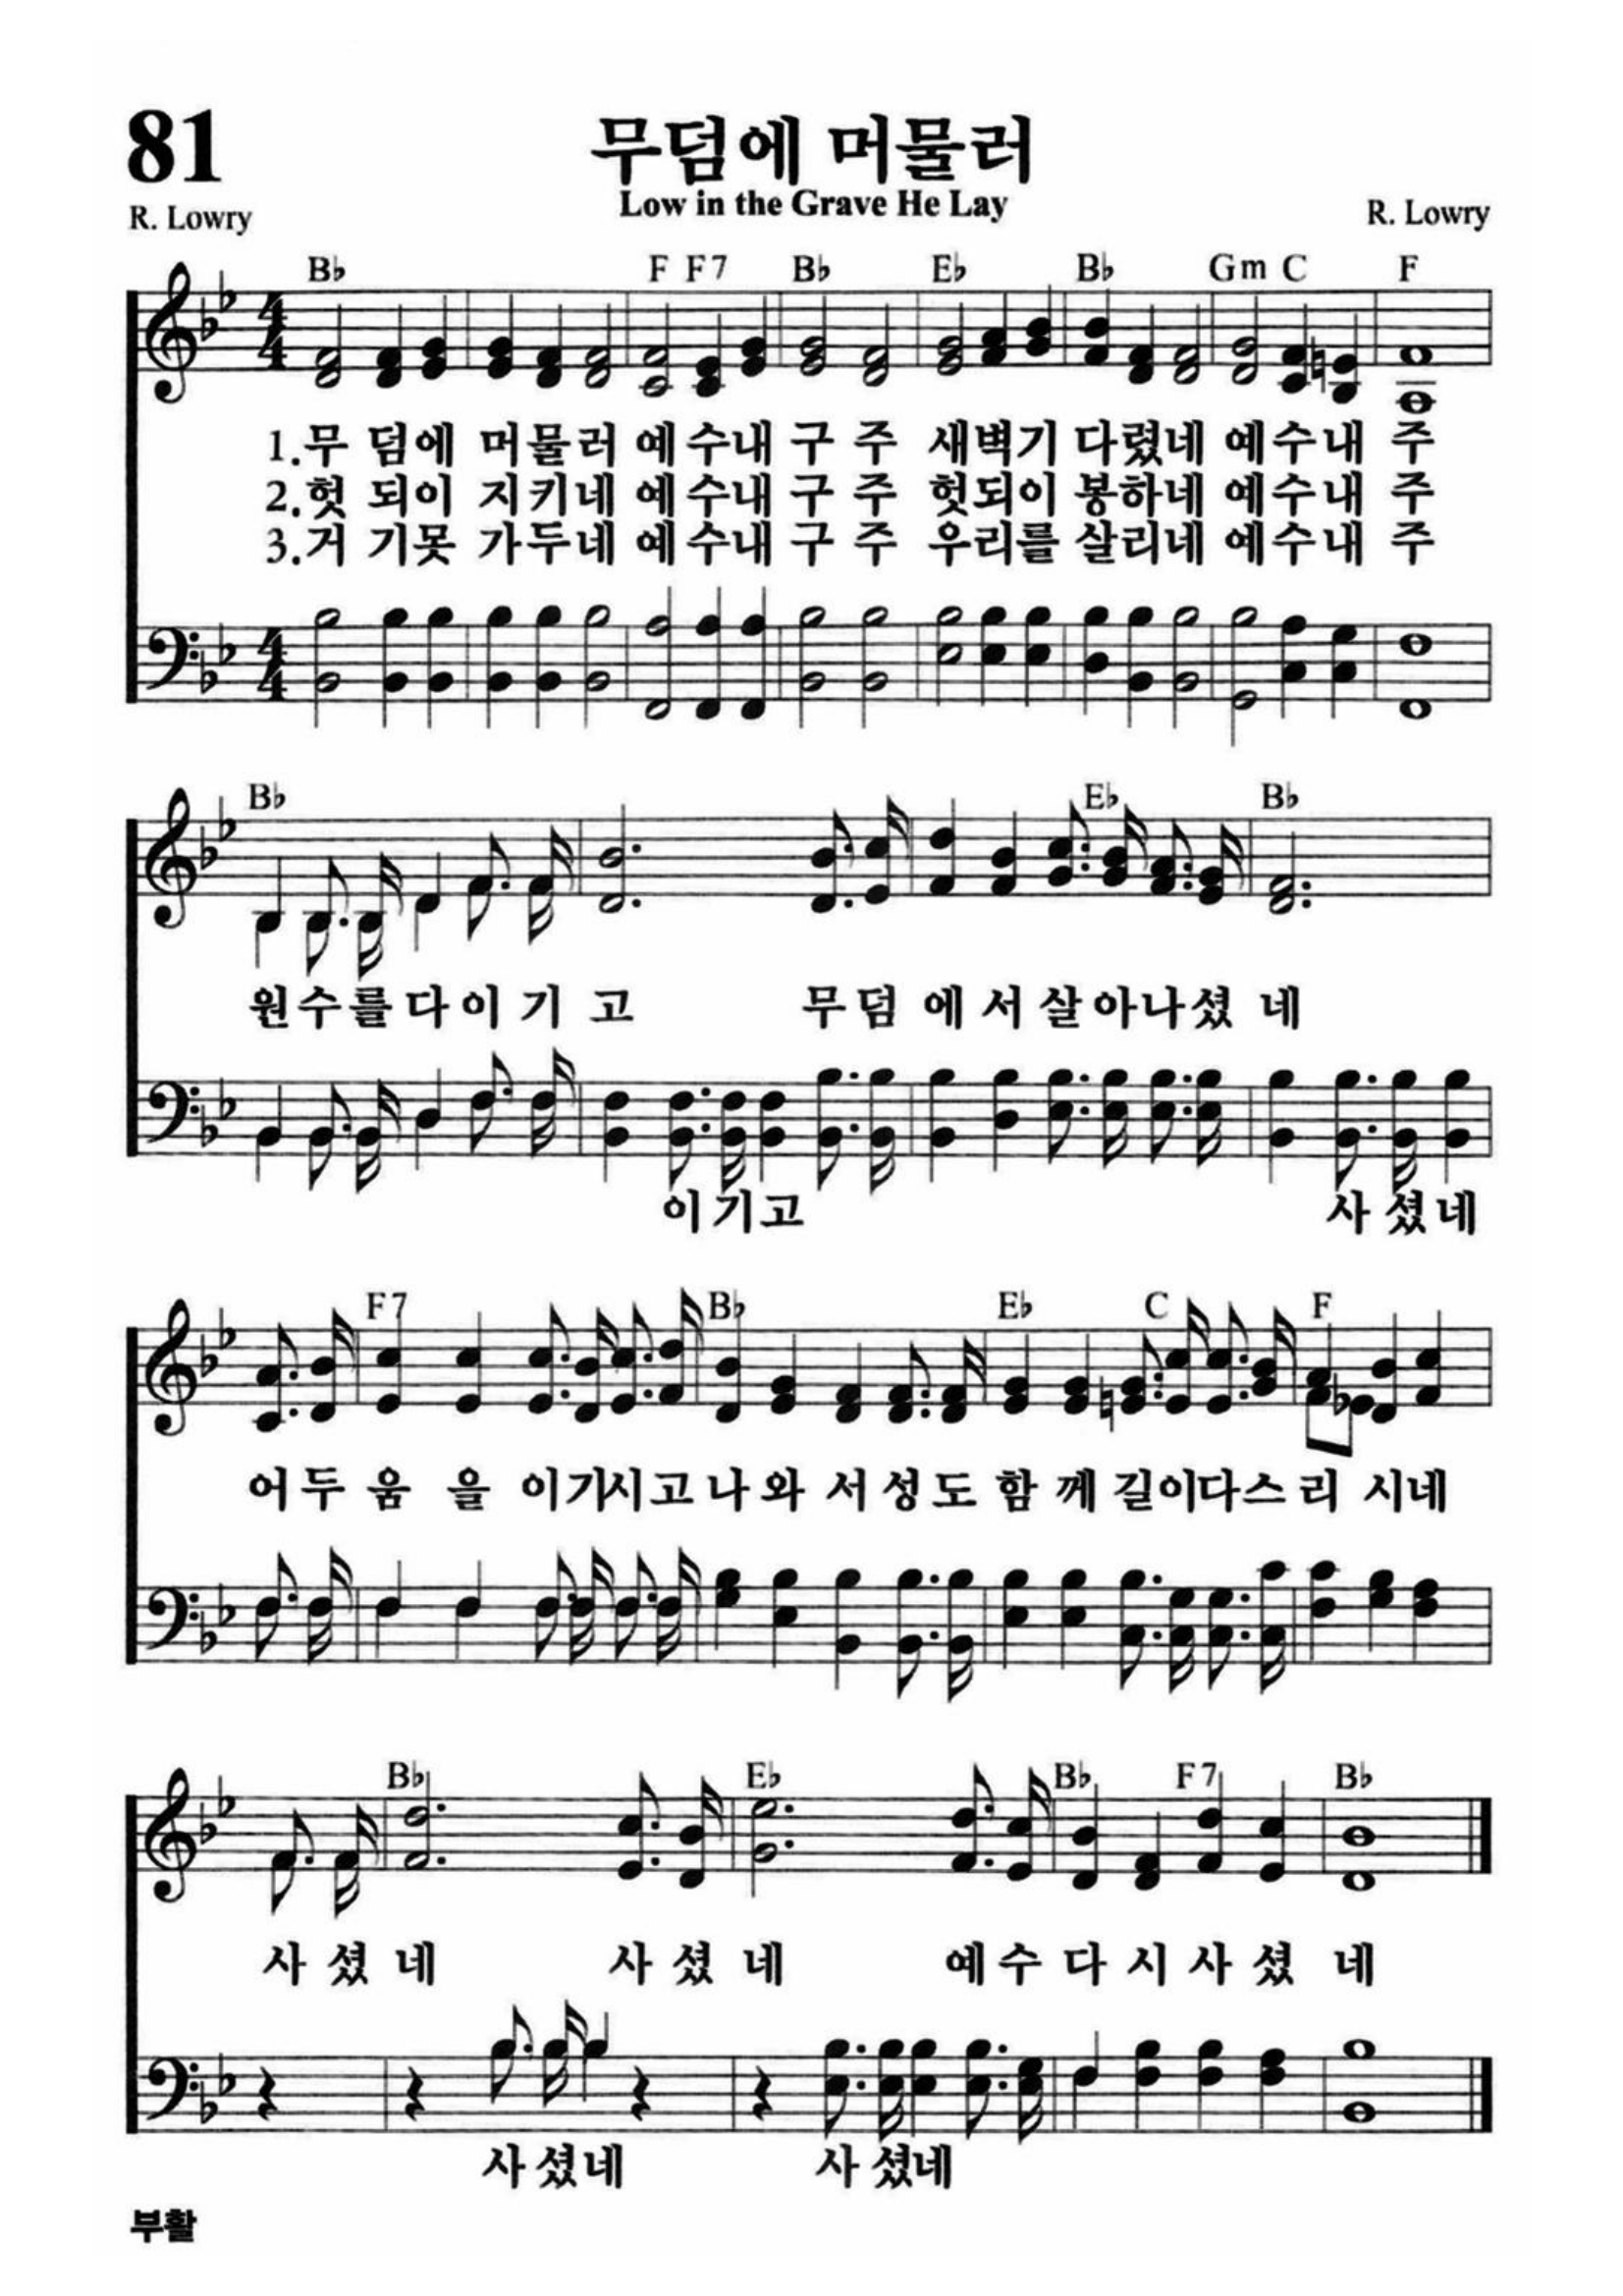 81
무덤에 머물러
Low in the Grave He Lay
R. Lowry
R. Lowry
B♭ F F7 B♭ E♭ B♭ Gm C F
1.무 덤에 머물러 예수내 구 주 새벽기 다렸네 예수내 주
2.헛 되이 지키네 예수내 구 주 헛되이 봉하네 예수내 주
3.거 기못 가두네 예수내 구 주 우리를 살리네 예수내 주
B♭ E♭ B♭
원수를다이 기 고 무덤 에서살아나셨 네
이기고 사셨네
F7 B♭ E♭ C F
어두 움 을 이기시고나와 서성도 함 께 길이다스리 시네
B♭ E♭ B♭ F7 B♭
사 셨 네 사 셨 네 예수 다 시 사 셨 네
사셨네 사셨네
부활